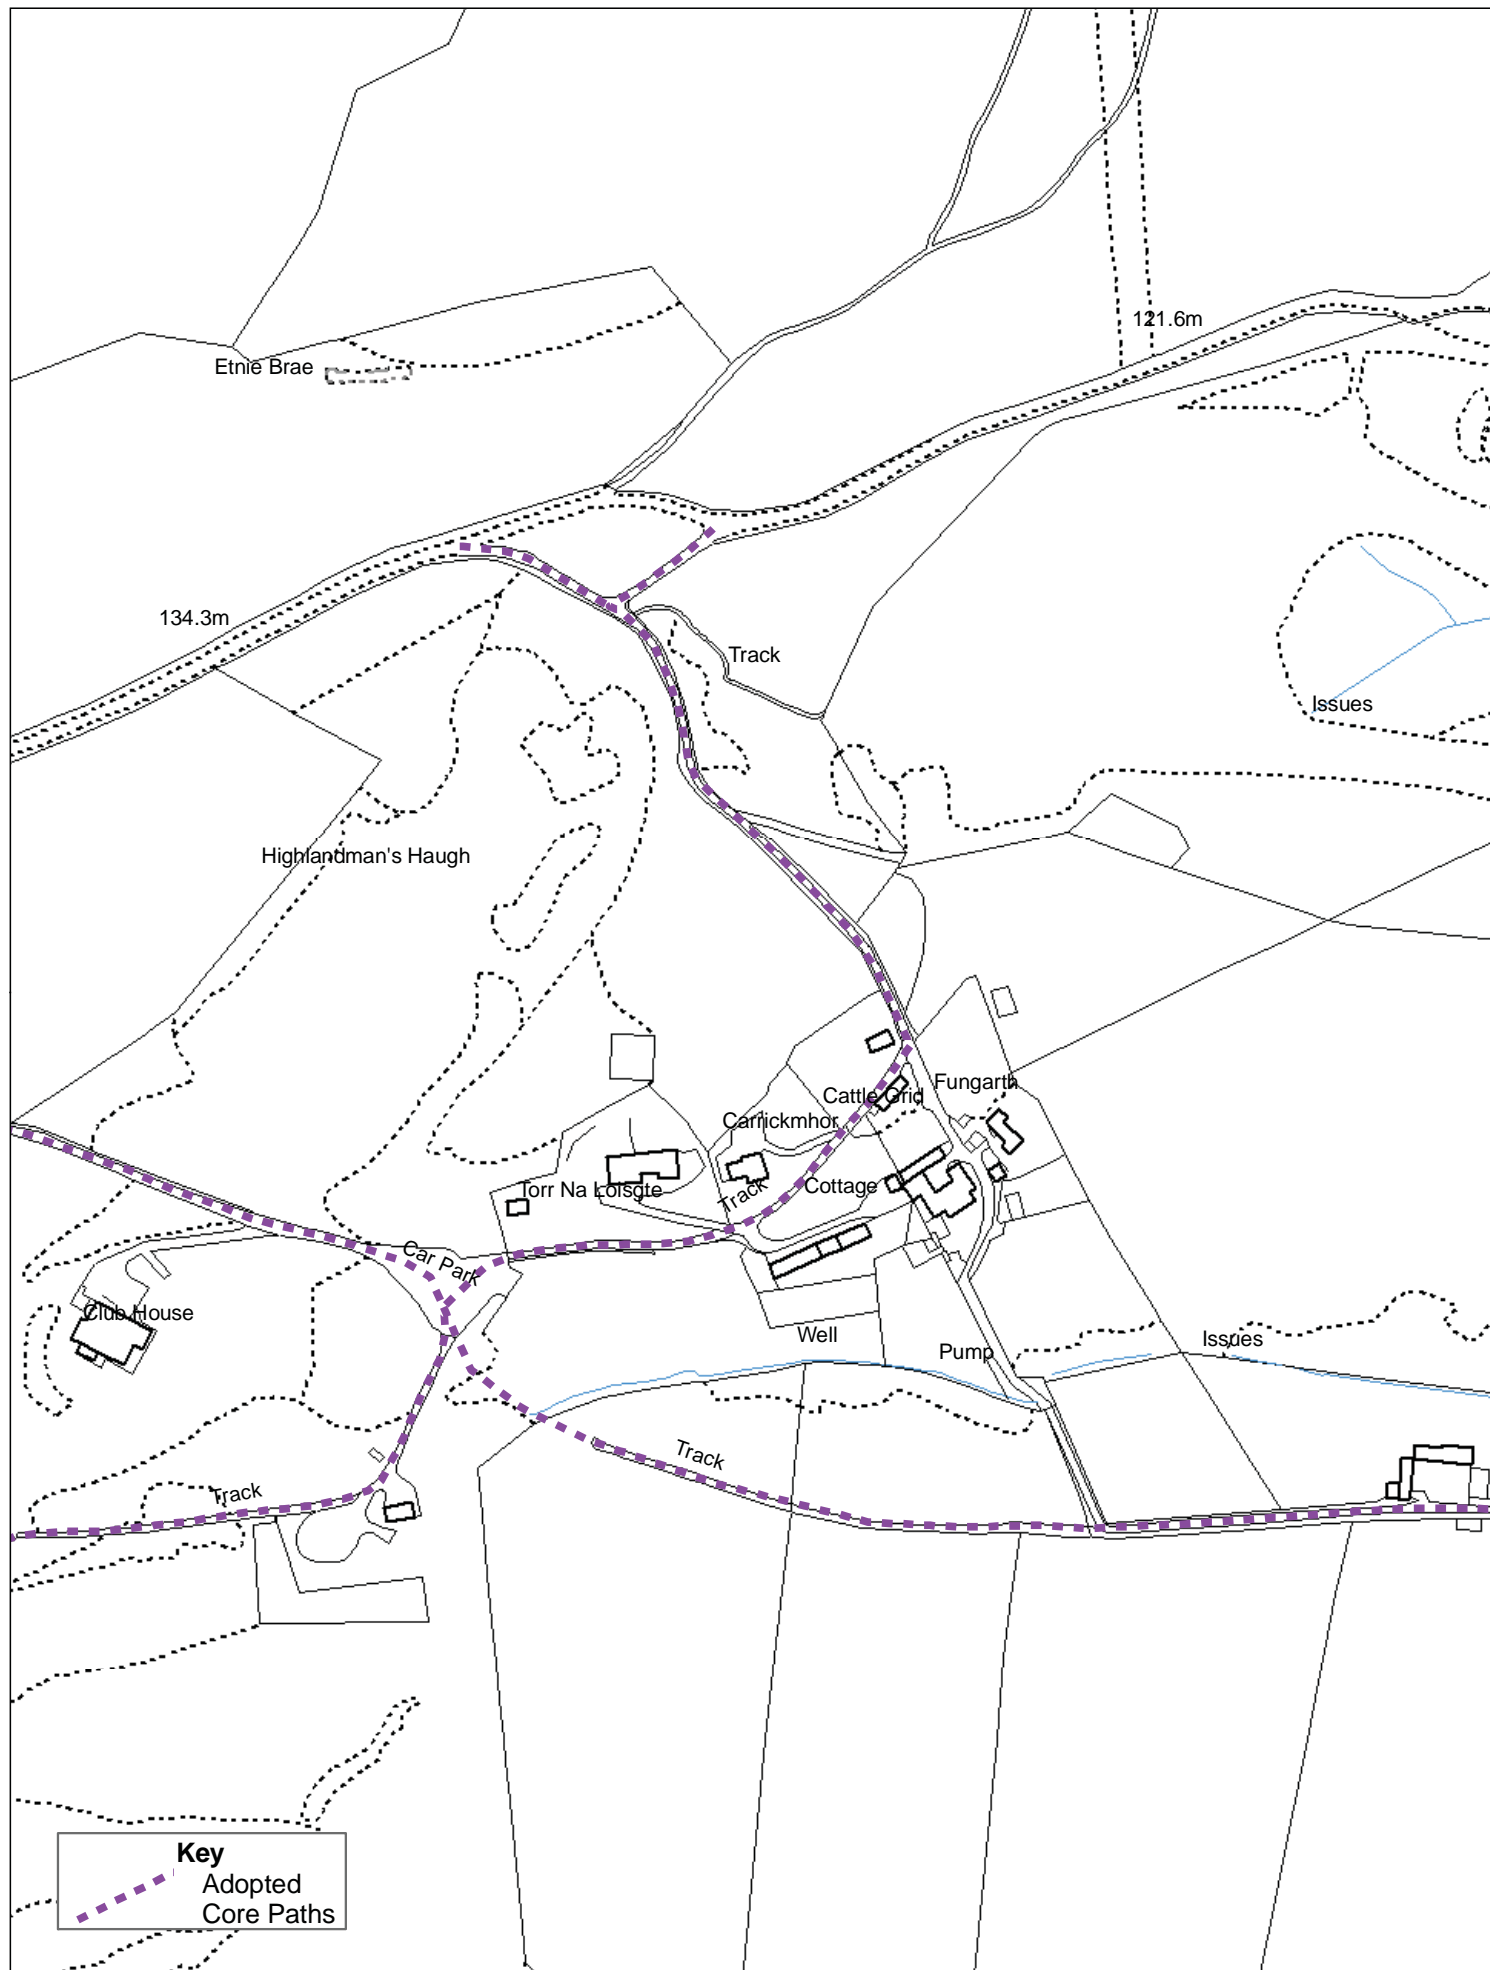 121.6m
Etnie Brae
134.3m
Track
Issues
Highlandman's Haugh
Fungarth
Cattle Grid
Carrickmhor
Torr Na Loisgte
Track
Cottage
Car Park
Club House
Well
Pump
Issues
Track
Track
Key
Adopted
Core Paths